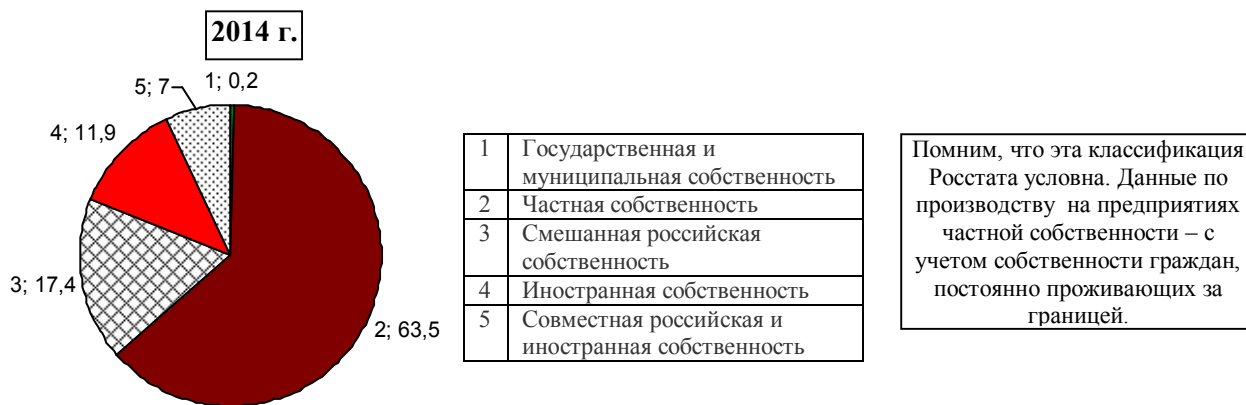 2014 г.
5; 7
1; 0,2
4; 11,9
3; 17,4
2; 63,5
1 Государственная и
муниципальная собственность
2 Частная собственность
3 Смешанная российская
собственность
4 Иностранная собственность
5 Совместная российская и
иностранная собственность
Помним, что эта классификация
Росстата условна. Данные по
производству на предприятиях
частной собственности – с
учетом собственности граждан,
постоянно проживающих за
границей.